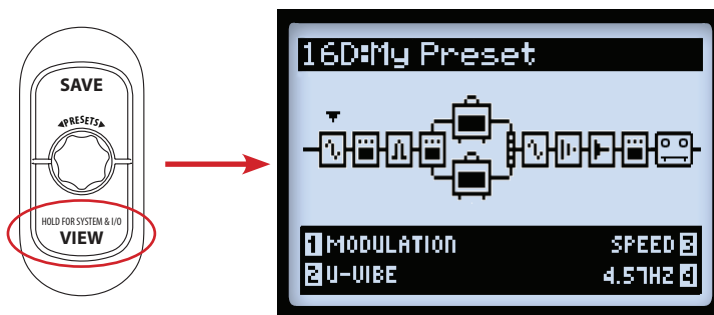 SAVE
◀PRESETS▶
HOLD FOR SYSTEM & I/O
VIEW
16D:My Preset
1 MODULATION SPEED 3
2 U-VIBE 4.57HZ 4